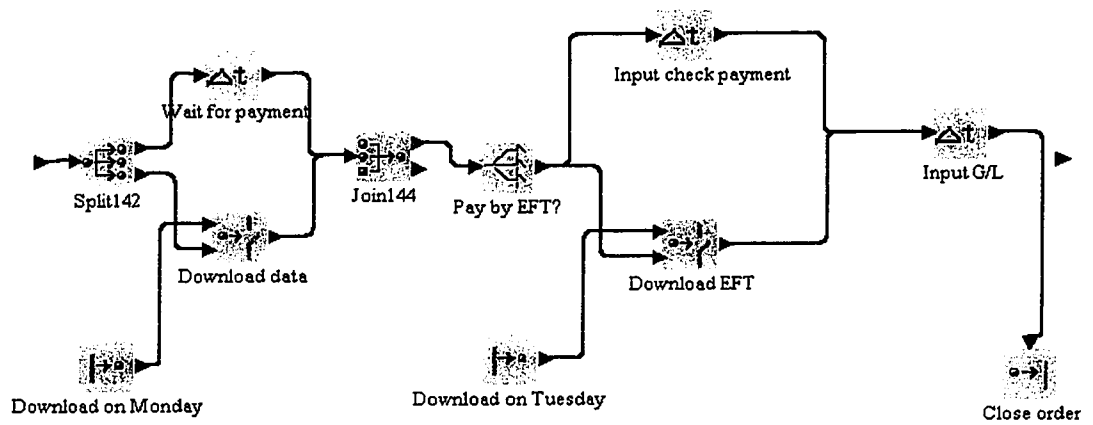 Input check payment
Wait for payment
Input G/L
Split142
Join144
Pay by EFT?
Download data
Download EFT
Download on Monday
Download on Tuesday
Close order